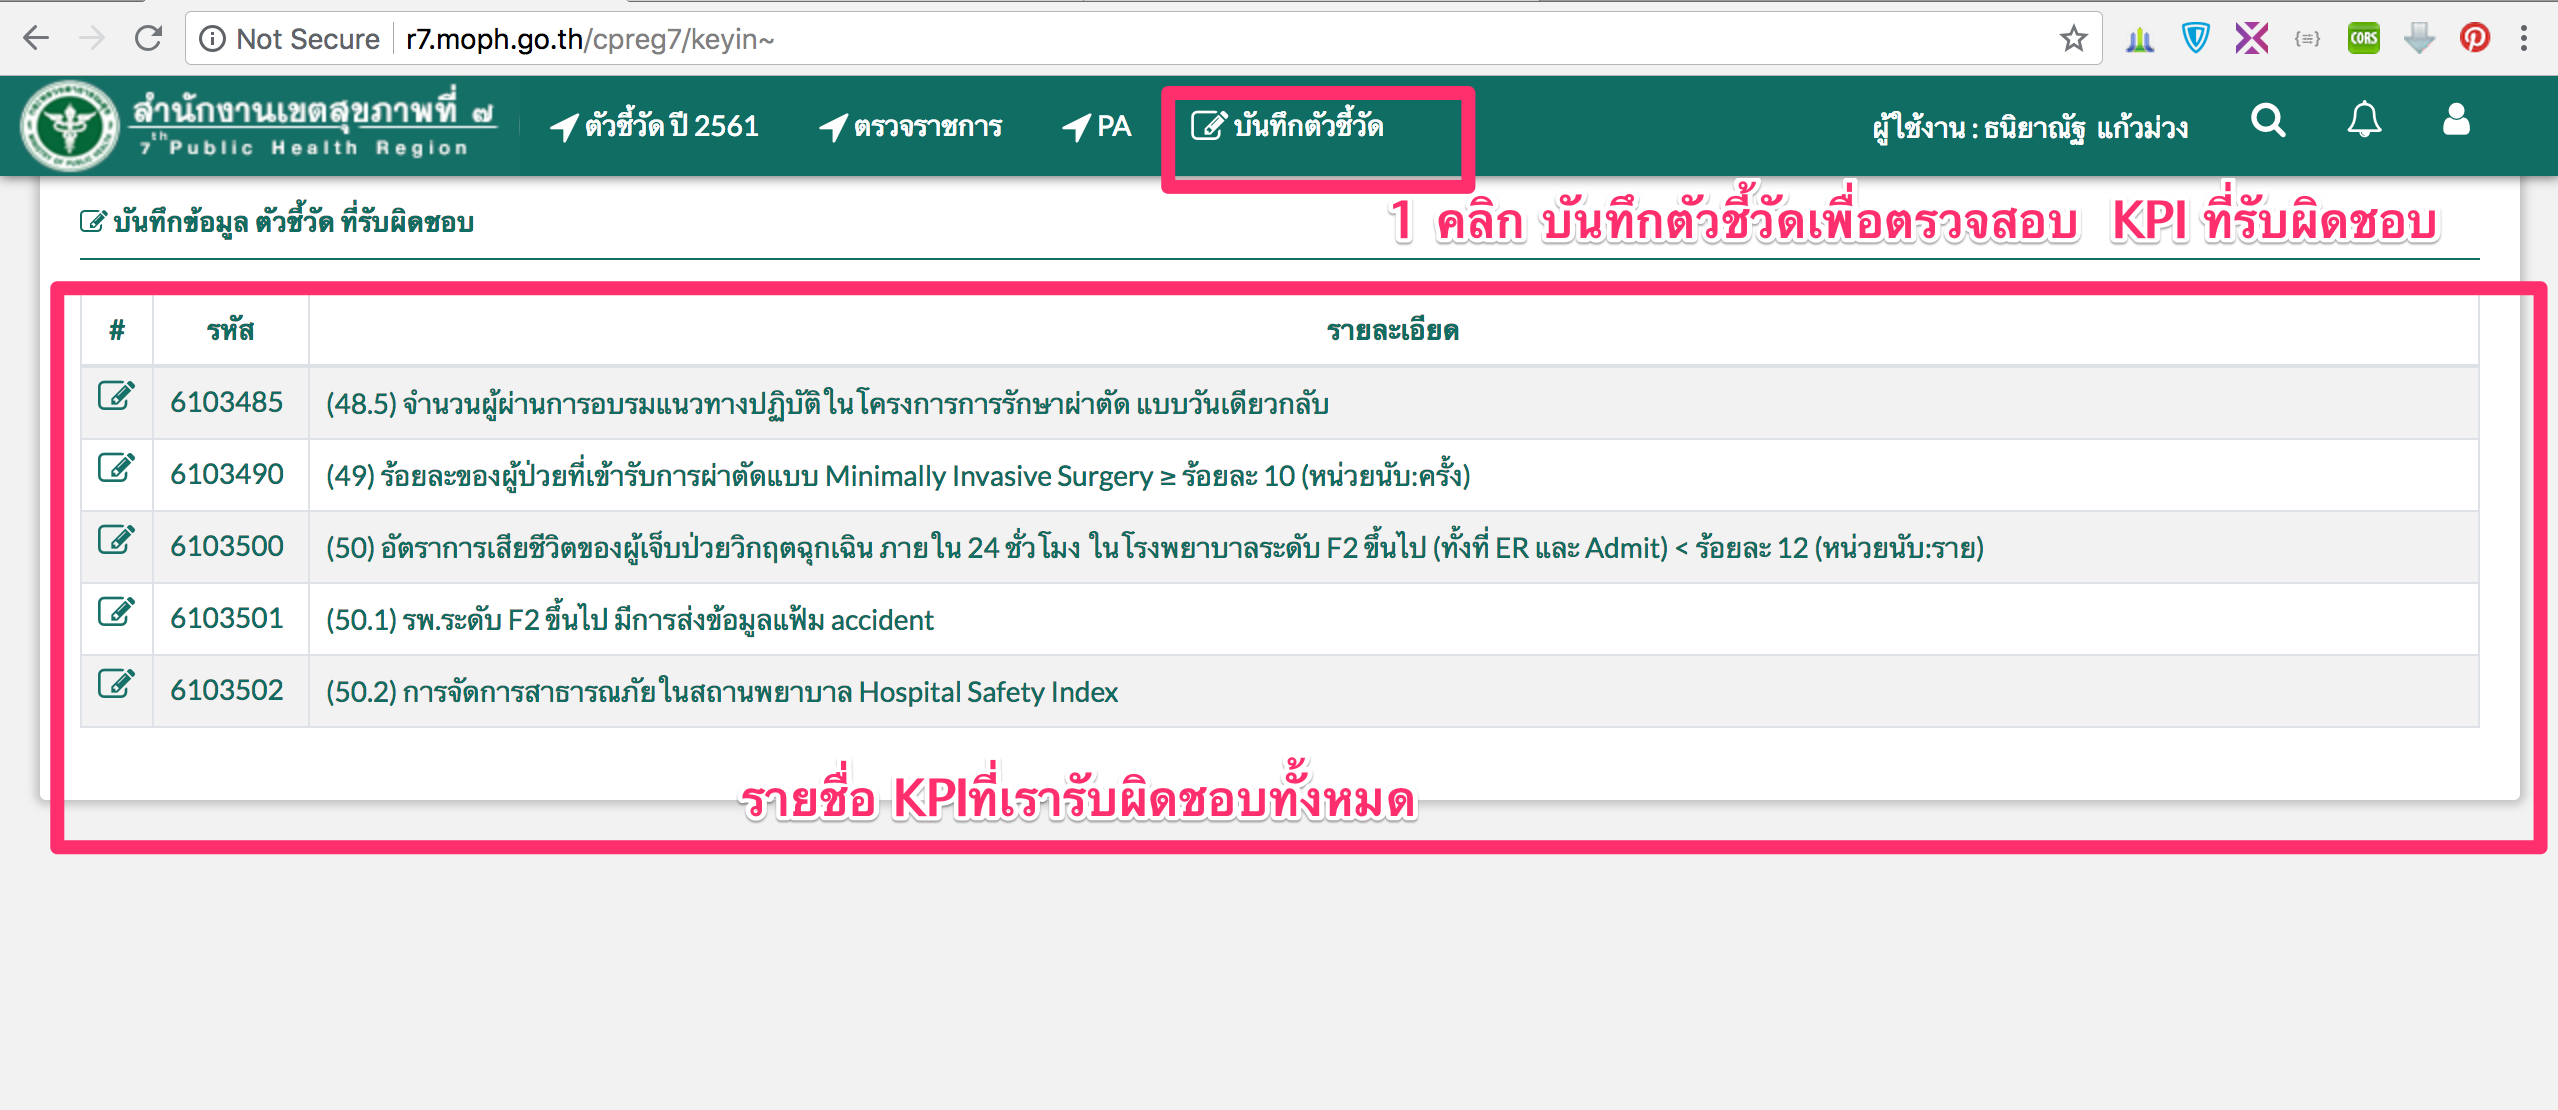 Not Secure r7.moph.go.th/cpreg7/keyin~
CORS
สำนักงานเขตสุขภาพที่ ๗
7th Public Health Region
ตัวชี้วัด ปี 2561 ตรวจราชการ PA บันทึกตัวชี้วัด ผู้ใช้งาน : ธนิยาณัฐ แก้วม่วง
1 คลิก บันทึกตัวชี้วัดเพื่อตรวจสอบ KPI ที่รับผิดชอบ
บันทึกข้อมูล ตัวชี้วัด ที่รับผิดชอบ
# รหัส รายละเอียด
6103485 (48.5) จำนวนผู้ผ่านการอบรมแนวทางปฏิบัติในโครงการการรักษาผ่าตัด แบบวันเดียวกลับ
6103490 (49) ร้อยละของผู้ป่วยที่เข้ารับการผ่าตัดแบบ Minimally Invasive Surgery ≥ ร้อยละ 10 (หน่วยนับ:ครั้ง)
6103500 (50) อัตราการเสียชีวิตของผู้เจ็บป่วยวิกฤตฉุกเฉิน ภายใน 24 ชั่วโมง ในโรงพยาบาลระดับ F2 ขึ้นไป (ทั้งที่ ER และ Admit) < ร้อยละ 12 (หน่วยนับ:ราย)
6103501 (50.1) รพ.ระดับ F2 ขึ้นไป มีการส่งข้อมูลแฟ้ม accident
6103502 (50.2) การจัดการสาธารณภัยในสถานพยาบาล Hospital Safety Index
รายชื่อ KPIที่เรารับผิดชอบทั้งหมด